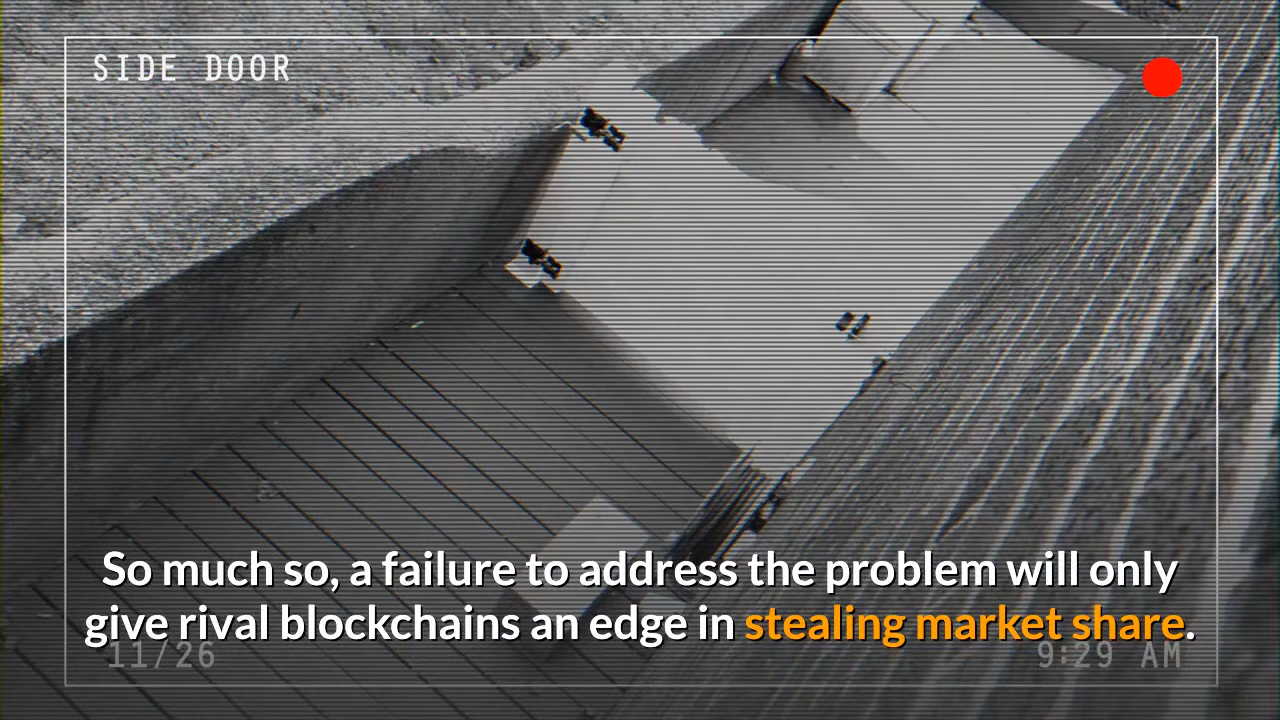 SIDE DOOR
So much so, a failure to address the problem will only
give rival blockchains an edge in stealing market share.
11/26
9:29 AM